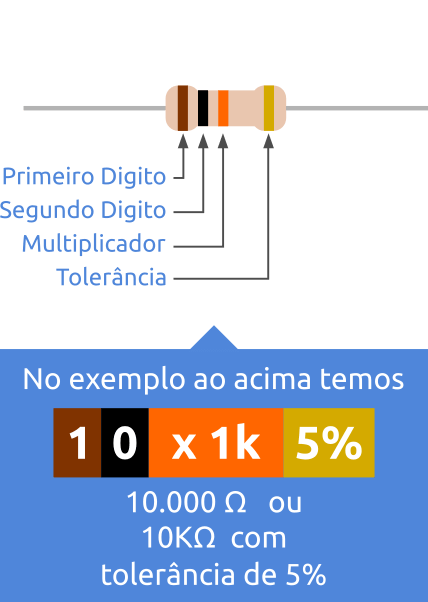 Primeiro Digito
Segundo Digito
Multiplicador
Tolerância
No exemplo ao acima temos
1 0 x 1k 5%
10.000 Ω ou
10KΩ com
tolerância de 5%